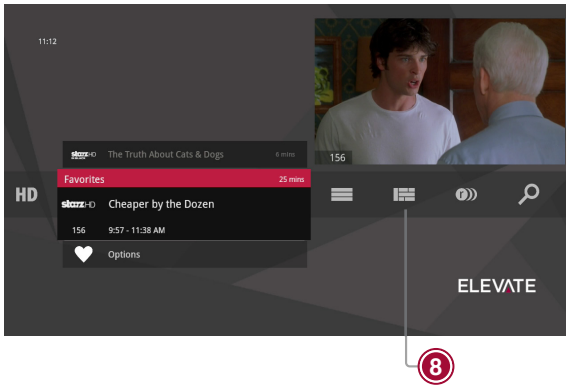 11:12
156
starzHD The Truth About Cats & Dogs 6 mins
Favorites 25 mins
HD
starzHD Cheaper by the Dozen
156 9:57 - 11:38 AM
Options
ELEVATE
8